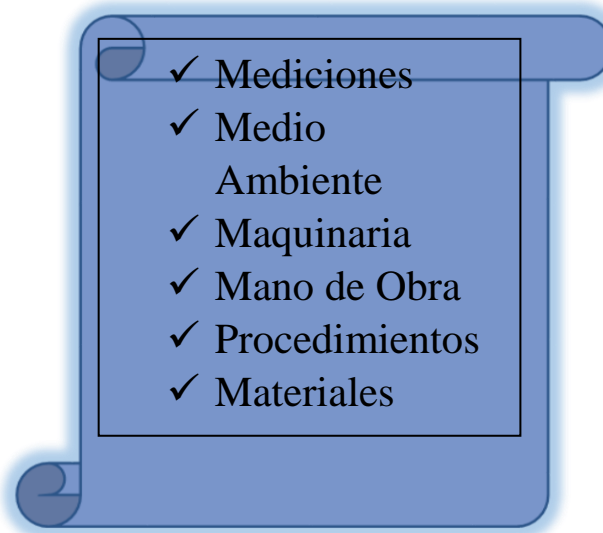 ✓ Mediciones
✓ Medio
Ambiente
✓ Maquinaria
✓ Mano de Obra
✓ Procedimientos
✓ Materiales